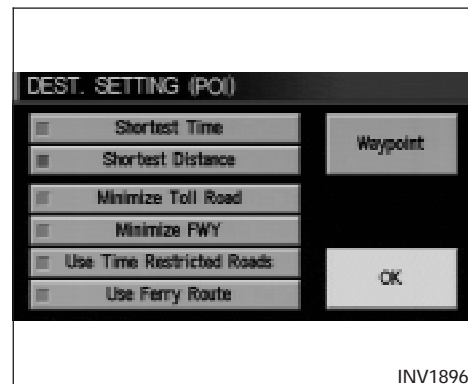 DEST. SETTING (POI)
Shortest Time
Shortest Distance
Waypoint
Minimize Toll Road
Minimize FWY
Use Time Restricted Roads
Use Ferry Route
OK
INV1896